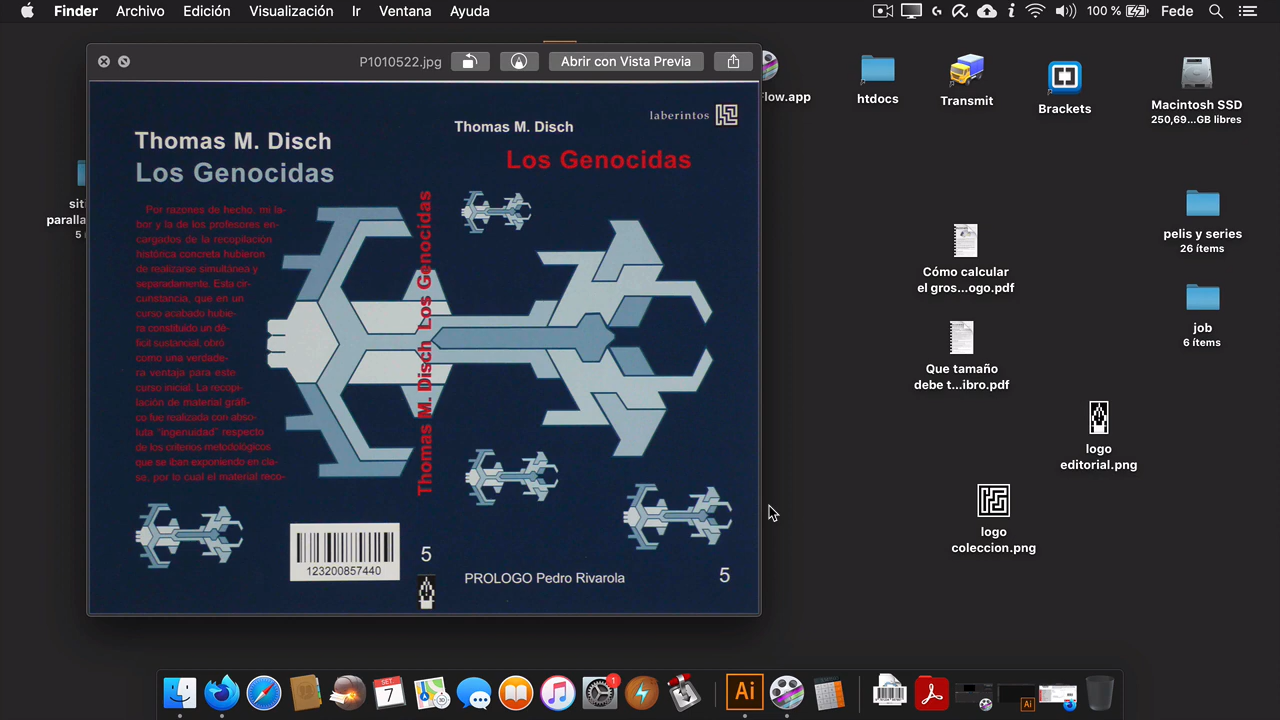 Finder Archivo Edición Visualización Ir Ventana Ayuda
100 % Fede
P1010522.jpg Abrir con Vista Previa
Thomas M. Disch
Los Genocidas
Por razones de hecho, mi la-
bor y la de los profesores en-
cargados de la recopilación
histórica concreta hubieron
de realizarse simultánea y
separadamente. Esta cir-
cunstancia, que en un
curso acabado hubie-
ra constituido un dé-
ficit sustancial, obró
como una verdade-
ra ventaja para este
curso inicial. La recopi-
lación de material gráfi-
co fue realizada con abso-
luta "ingenuidad" respecto
de los criterios metodológicos
que se iban exponiendo en cla-
se, por lo cual el material reco-
123200857440
Thomas M. Disch Los Genocidas
5
laberintos
Thomas M. Disch
Los Genocidas
PROLOGO Pedro Rivarola
5
Flow.app
htdocs
Transmit
Brackets
Macintosh SSD
250,69...GB libres
siti
paralla
5
pelis y series
26 ítems
Cómo calcular
el gros...ogo.pdf
job
6 ítems
Que tamaño
debe t...ibro.pdf
logo
editorial.png
logo
coleccion.png
SET.
7
1
Ai
Ai